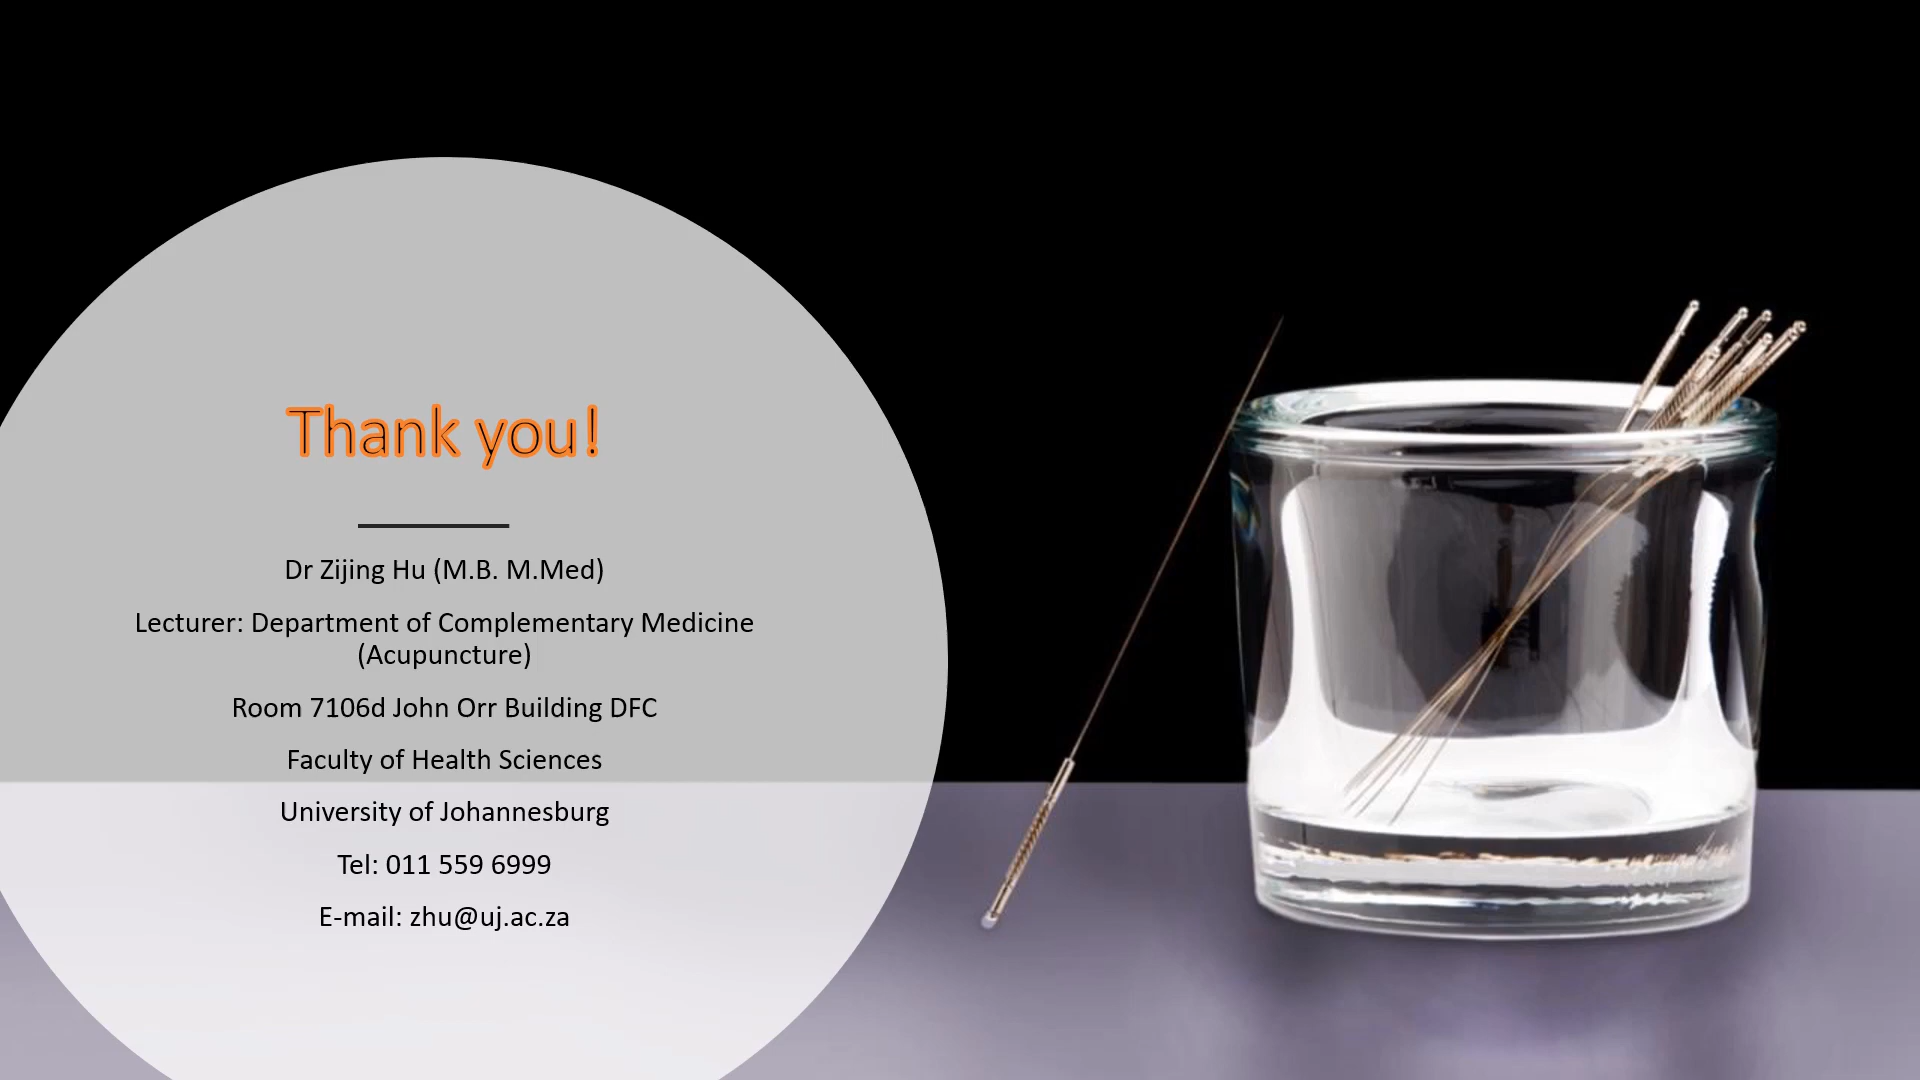 Thank you!
Dr Zijing Hu (M.B. M.Med)
Lecturer: Department of Complementary Medicine
(Acupuncture)
Room 7106d John Orr Building DFC
Faculty of Health Sciences
University of Johannesburg
Tel: 011 559 6999
E-mail: zhu@uj.ac.za